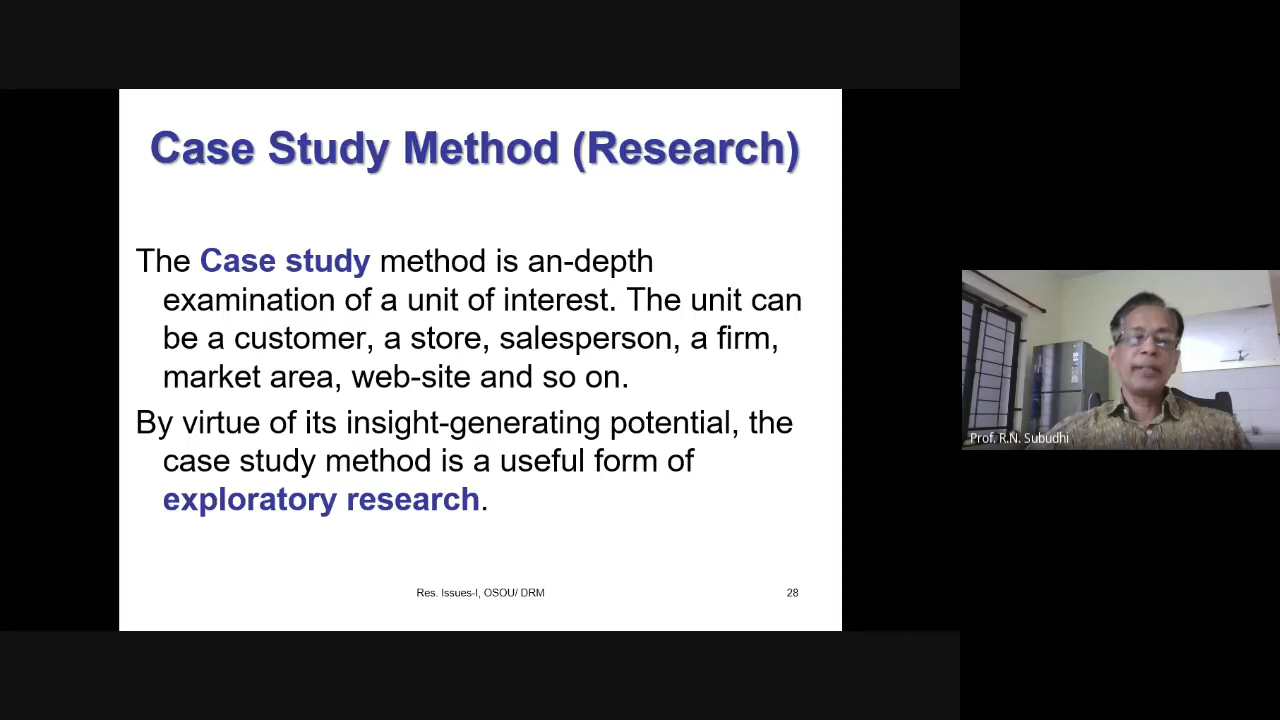 Case Study Method (Research)
The Case study method is an-depth
examination of a unit of interest. The unit can
be a customer, a store, salesperson, a firm,
market area, web-site and so on.
By virtue of its insight-generating potential, the
case study method is a useful form of
exploratory research.
Res. Issues-I, OSOU/ DRM
28
Prof. R.N. Subudhi